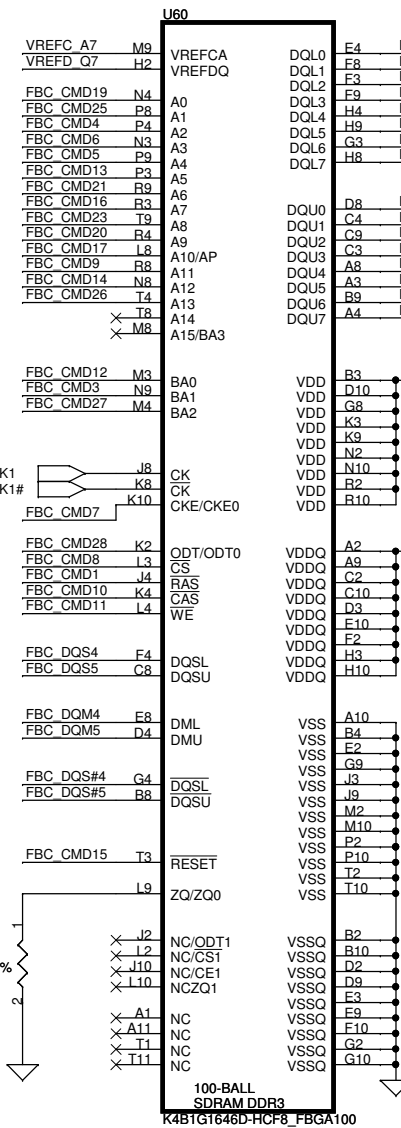 U60
VREFC_A7 M9 VREFCA DQL0 E4
VREFD_Q7 H2 VREFDQ DQL1 F8
DQL2 F3
FBC_CMD19 N4 A0 DQL3 F9
FBC_CMD25 P8 A1 DQL4 H4
FBC_CMD4 P4 A2 DQL5 H9
FBC_CMD6 N3 A3 DQL6 G3
FBC_CMD5 P9 A4 DQL7 H8
FBC_CMD13 P3 A5
FBC_CMD21 R9 A6
FBC_CMD16 R3 A7 DQU0 D8
FBC_CMD23 T9 A8 DQU1 C4
FBC_CMD20 R4 A9 DQU2 C9
FBC_CMD17 L8 A10/AP DQU3 C3
FBC_CMD9 R8 A11 DQU4 A8
FBC_CMD14 N8 A12 DQU5 A3
FBC_CMD26 T4 A13 DQU6 B9
T8 A14 DQU7 A4
M8 A15/BA3
FBC_CMD12 M3 BA0 VDD B3
FBC_CMD3 N9 BA1 VDD D10
FBC_CMD27 M4 BA2 VDD G8
VDD K3
VDD K9
VDD N2
K1 J8 CK VDD N10
K1# K8 CK VDD R2
FBC_CMD7 K10 CKE/CKE0 VDD R10
FBC_CMD28 K2 ODT/ODT0 VDDQ A2
FBC_CMD8 L3 CS VDDQ A9
FBC_CMD1 J4 RAS VDDQ C2
FBC_CMD10 K4 CAS VDDQ C10
FBC_CMD11 L4 WE VDDQ D3
VDDQ E10
VDDQ F2
FBC_DQS4 F4 DQSL VDDQ H3
FBC_DQS5 C8 DQSU VDDQ H10
FBC_DQM4 E8 DML VSS A10
FBC_DQM5 D4 DMU VSS B4
VSS E2
VSS G9
FBC_DQS#4 G4 DQSL VSS J3
FBC_DQS#5 B8 DQSU VSS J9
VSS M2
VSS M10
VSS P2
FBC_CMD15 T3 RESET VSS P10
VSS T2
L9 ZQ/ZQ0 VSS T10
1
J2 NC/ODT1 VSSQ B2
L2 NC/CS1 VSSQ B10
% J10 NC/CE1 VSSQ D2
L10 NCZQ1 VSSQ D9
2
VSSQ E3
A1 NC VSSQ E9
A11 NC VSSQ F10
T1 NC VSSQ G2
T11 NC VSSQ G10
100-BALL
SDRAM DDR3
K4B1G1646D-HCF8_FBGA100